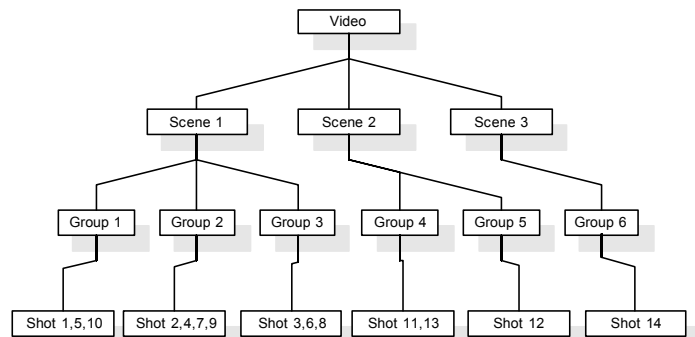 Video
Scene 1
Scene 2
Scene 3
Group 1
Group 2
Group 3
Group 4
Group 5
Group 6
Shot 1,5,10
Shot 2,4,7,9
Shot 3,6,8
Shot 11,13
Shot 12
Shot 14